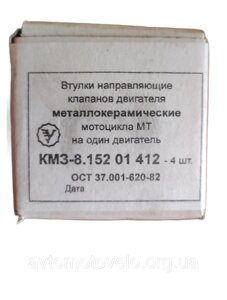 Втулки направляющие
клапанов двигателя
металлокерамические
мотоцикла МТ
на один двигатель
КМЗ-8.152 01 412 - 4 шт.
ОСТ 37.001-620-82
Дата
http://avtomotovelo.org.ua/